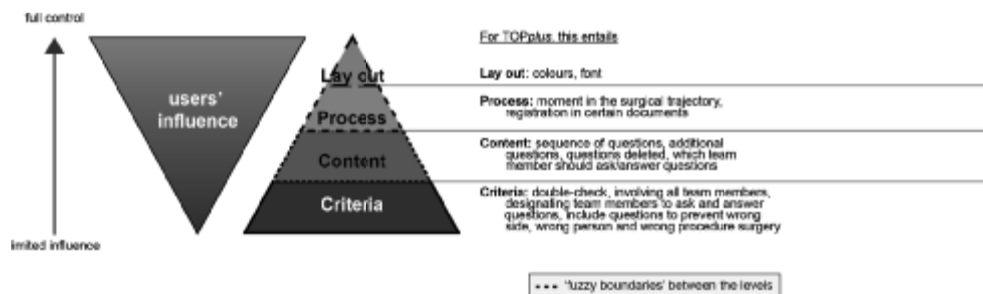 full control
users'
influence
imited influence
Lay out
Process
Content
Criteria
For TOPplus, this entails
Lay out: colours, font
Process: moment in the surgical trajectory,
registration in certain documents
Content: sequence of questions, additional
questions, questions deleted, which team
member should ask/answer questions
Criteria: double-check, involving all team members,
designating team members to ask and answer
questions, include questions to prevent wrong
side, wrong person and wrong procedure surgery
'fuzzy boundaries' between the levels